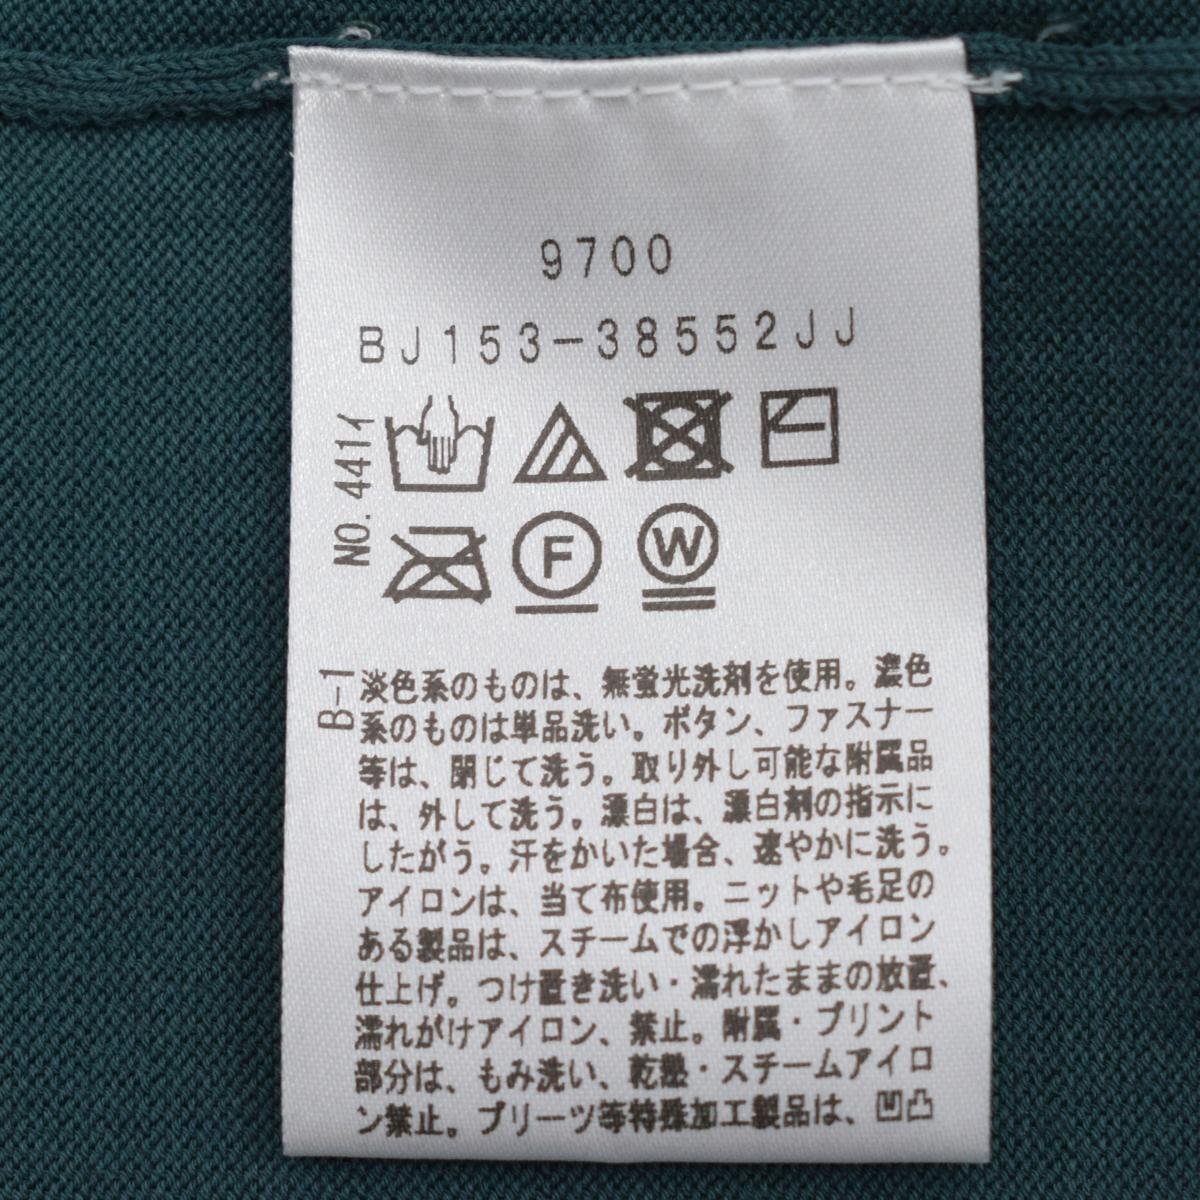 9700
BJ153-38552JJ
NO.441イ
F
W
B-1
淡色系のものは、無蛍光洗剤を使用。濃色
系のものは単品洗い。ボタン、ファスナー
等は、閉じて洗う。取り外し可能な附属品
は、外して洗う。漂白は、漂白剤の指示に
したがう。汗をかいた場合、速やかに洗う。
アイロンは、当て布使用。ニットや毛足の
ある製品は、スチームでの浮かしアイロン
仕上げ。つけ置き洗い・濡れたままの放置、
濡れがけアイロン、禁止。附属・プリント
部分は、もみ洗い、乾燥・スチームアイロ
ン禁止。プリーツ等特殊加工製品は、凹凸